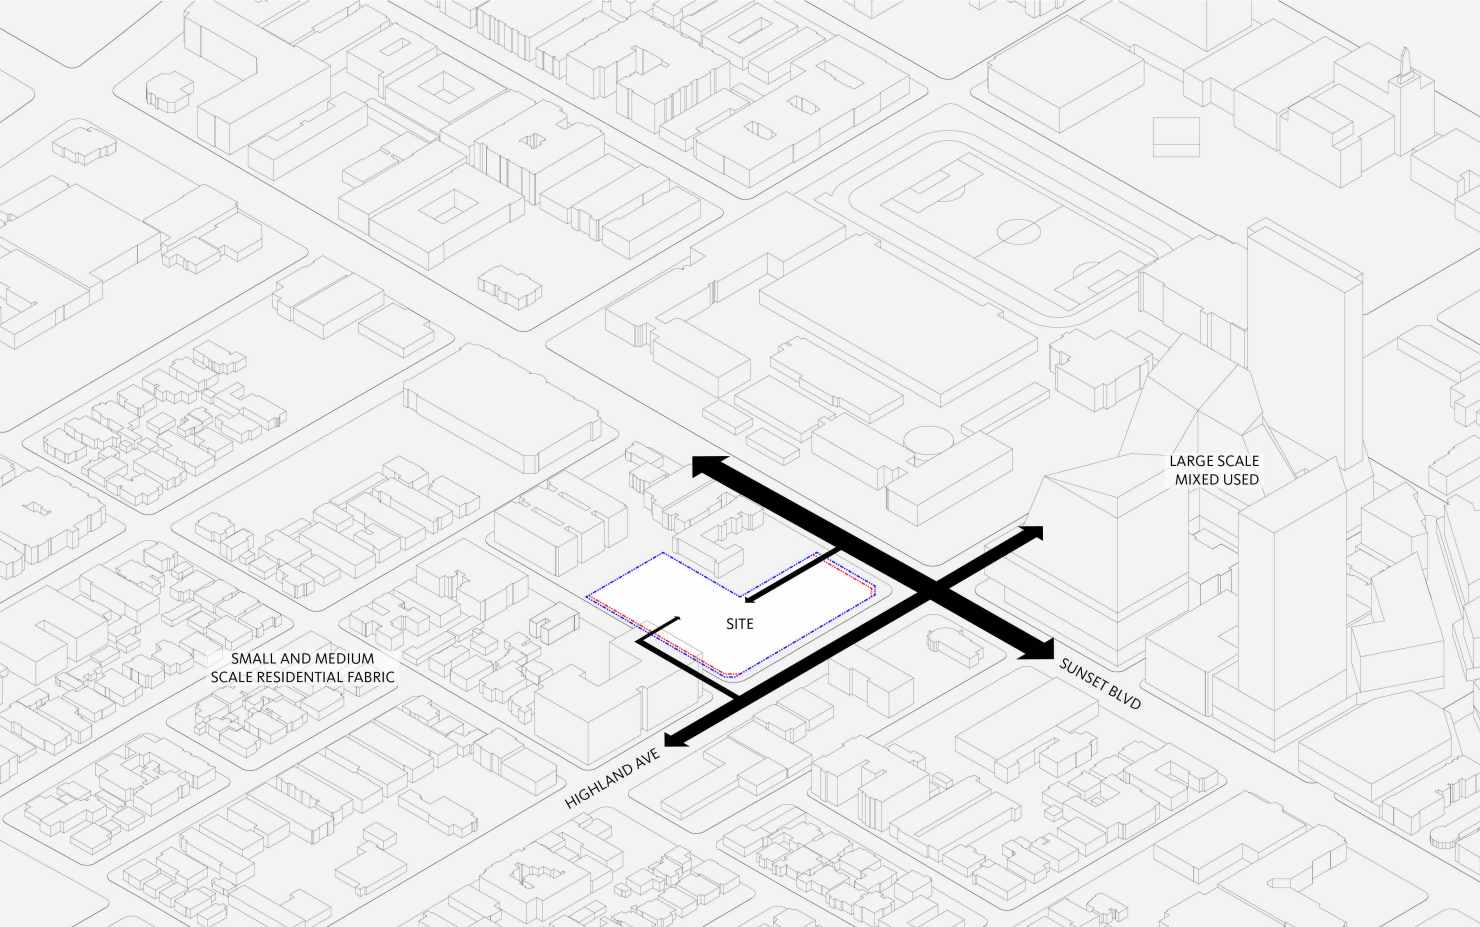 LARGE SCALE
MIXED USED
SITE
SMALL AND MEDIUM
SCALE RESIDENTIAL FABRIC
SUNSET BLVD
HIGHLAND AVE